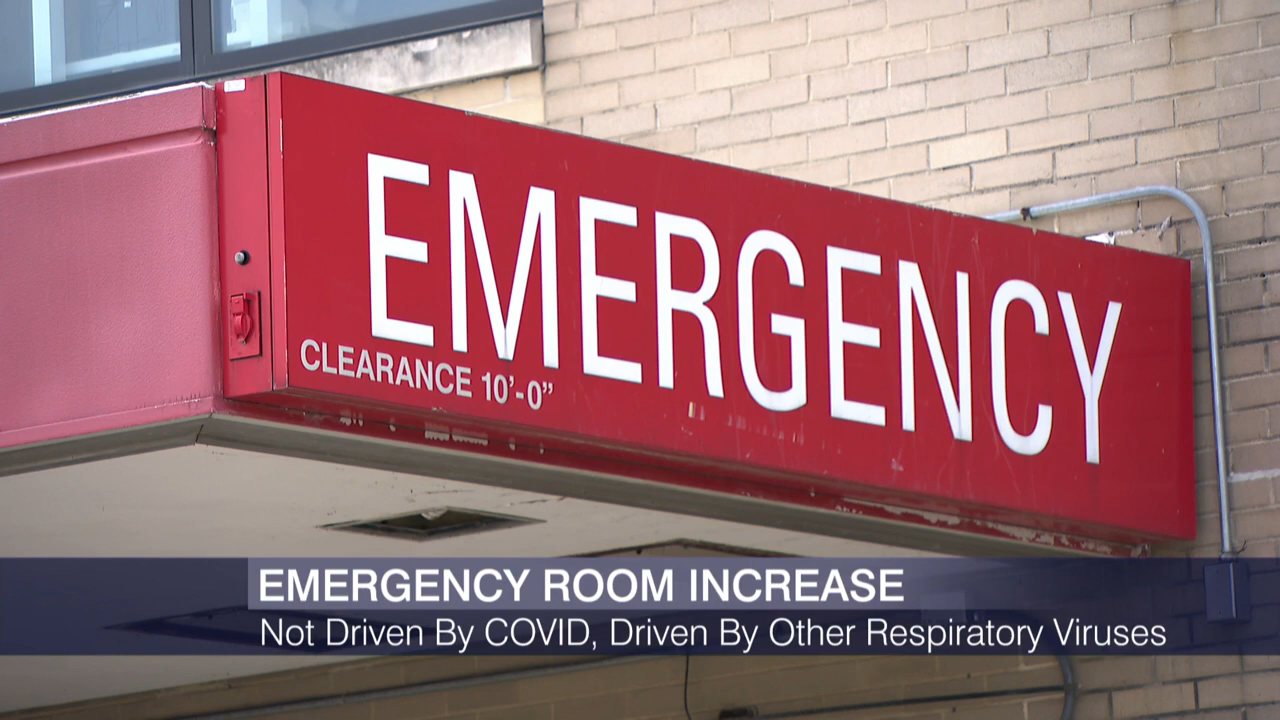 EMERGENCY
CLEARANCE 10'-0"
EMERGENCY ROOM INCREASE
Not Driven By COVID, Driven By Other Respiratory Viruses